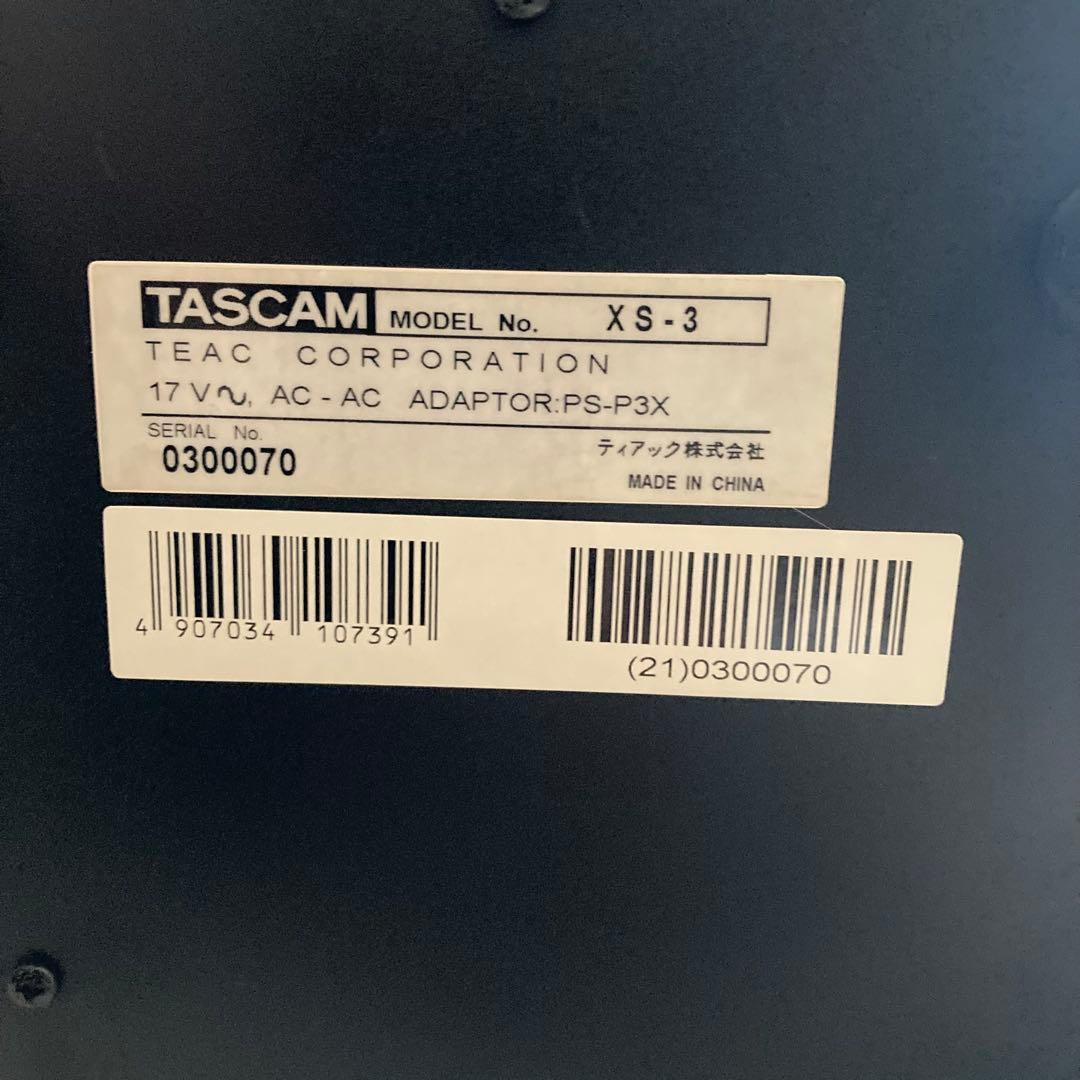 TASCAM MODEL No. XS-3
TEAC CORPORATION
17 V∿, AC - AC ADAPTOR:PS-P3X
SERIAL No.
0300070
ティアック株式会社
MADE IN CHINA
4 907034 107391
(21)0300070